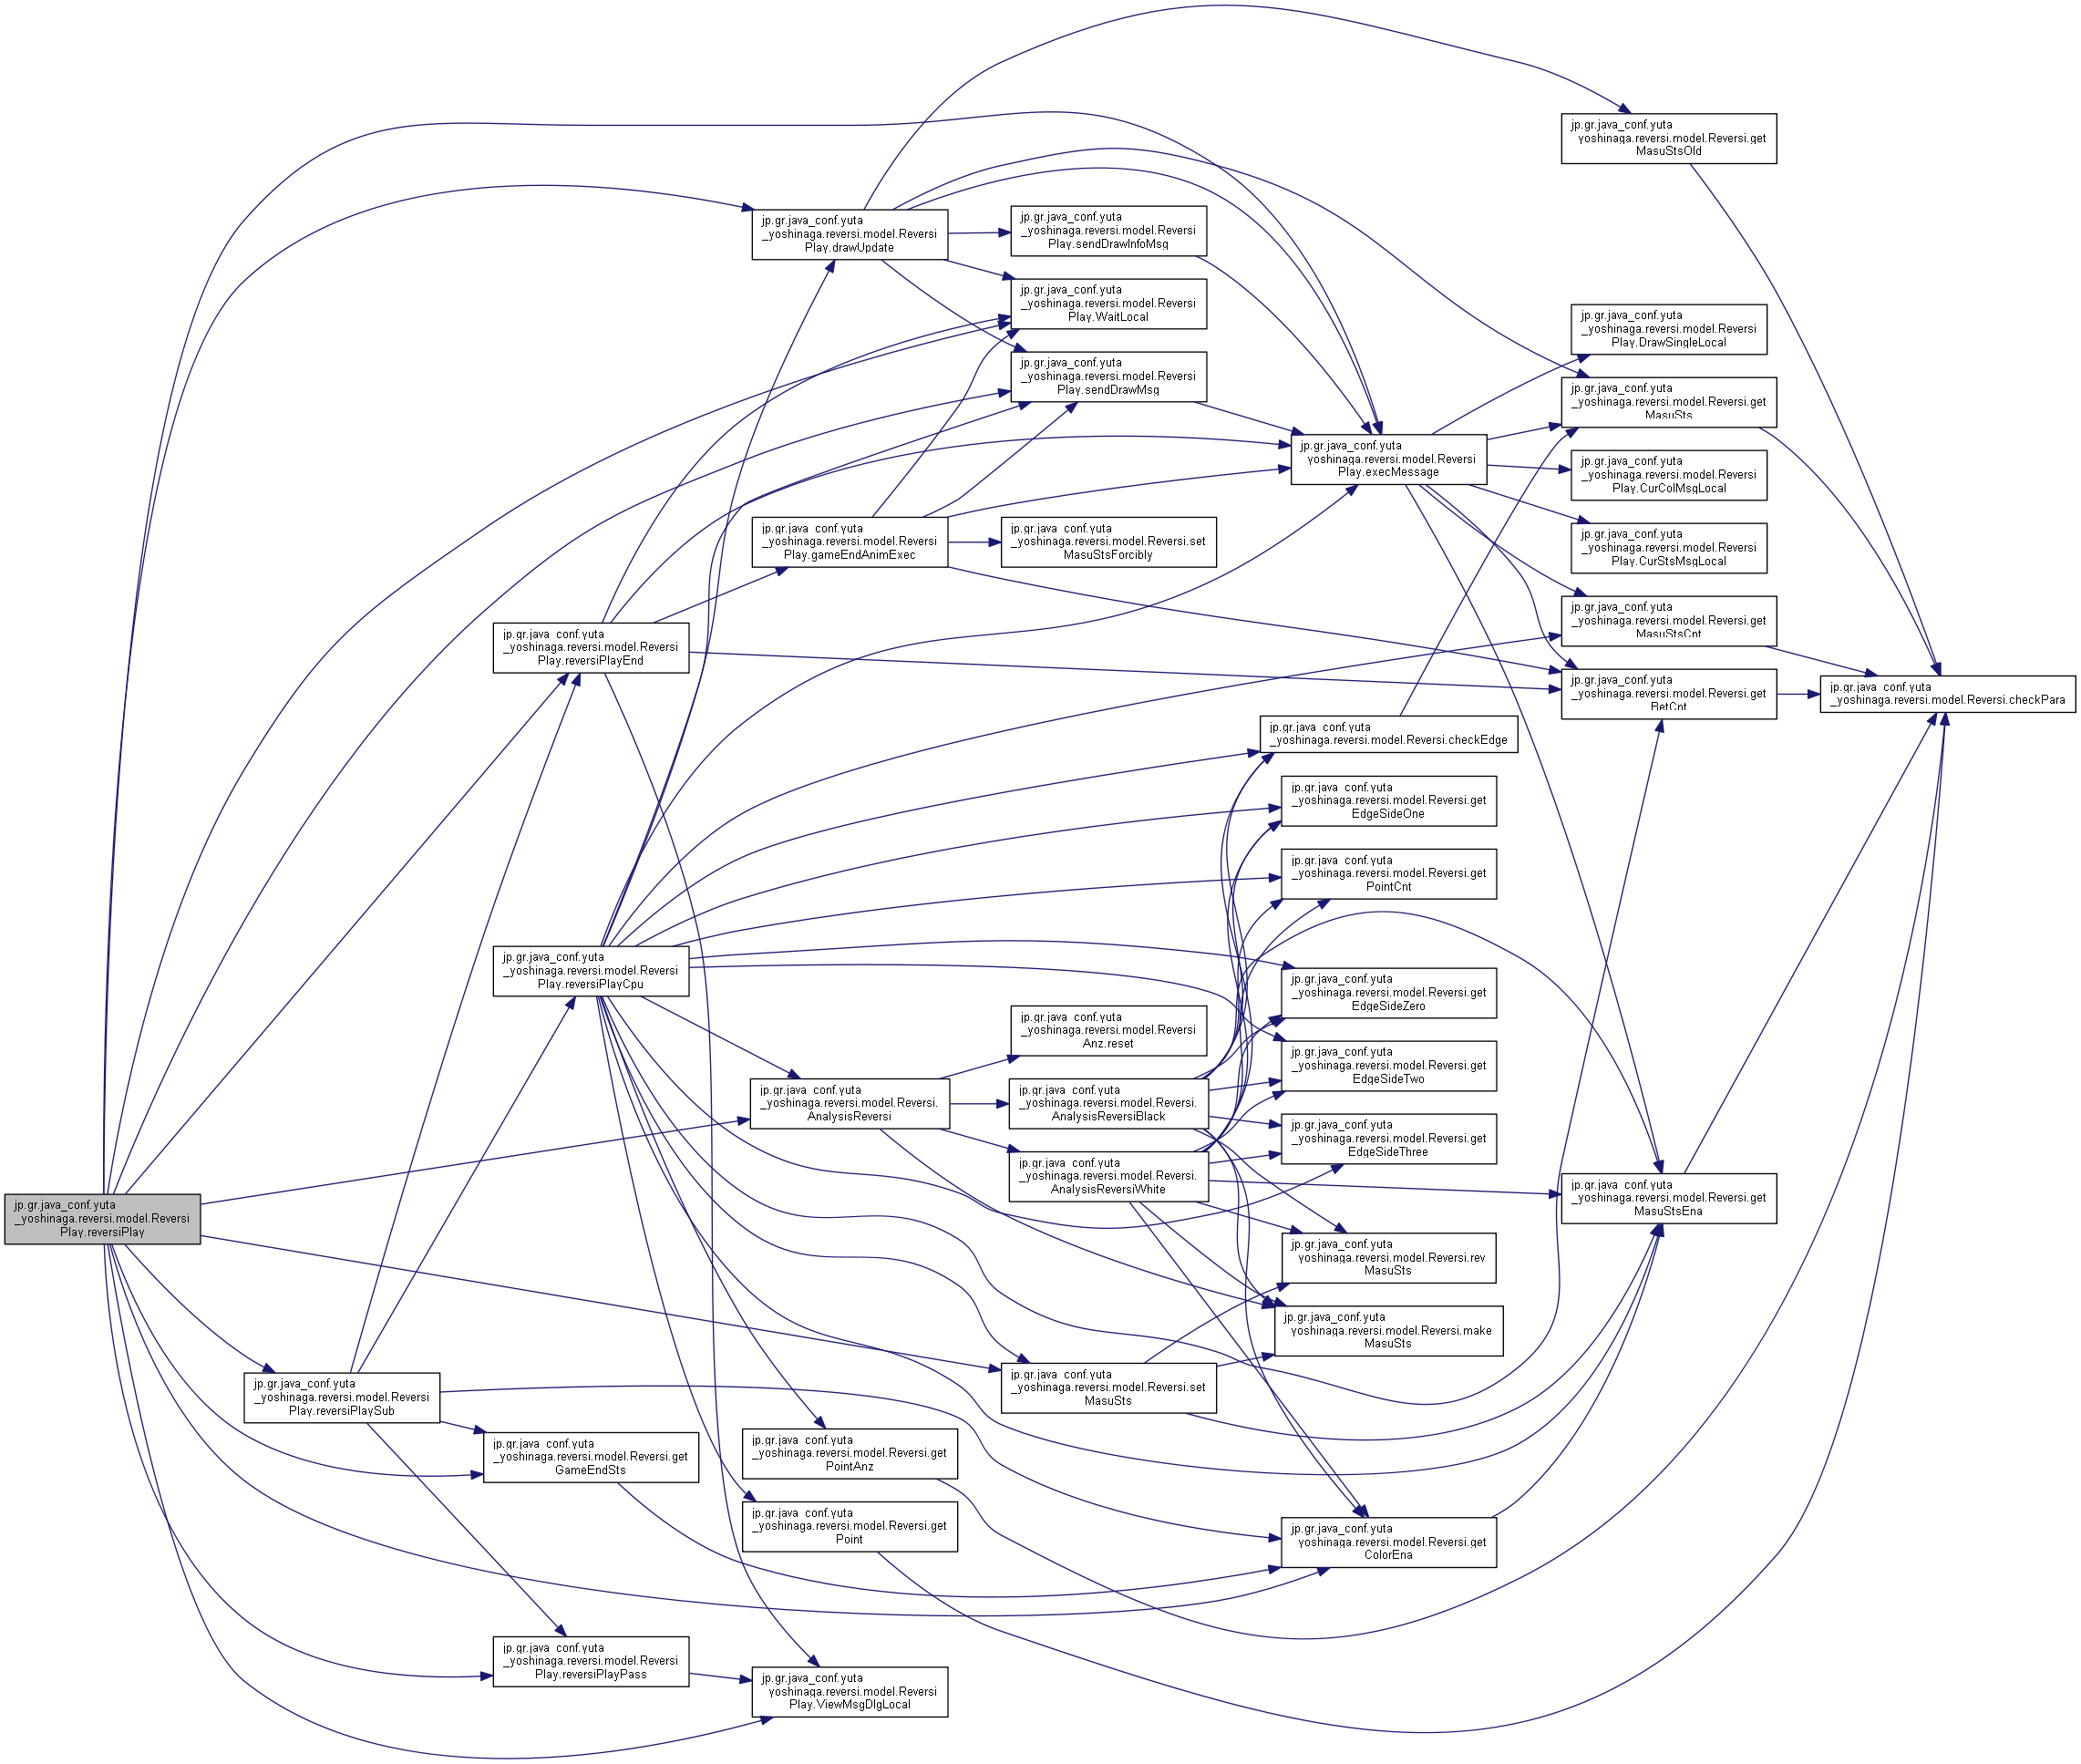 jp.gr.java_conf.yuta
_yoshinaga.reversi.model.Reversi
Play.reversiPlay
jp.gr.java_conf.yuta
_yoshinaga.reversi.model.Reversi
Play.reversiPlaySub
jp.gr.java_conf.yuta
_yoshinaga.reversi.model.Reversi
Play.reversiPlayEnd
jp.gr.java_conf.yuta
_yoshinaga.reversi.model.Reversi
Play.reversiPlayCpu
jp.gr.java_conf.yuta
_yoshinaga.reversi.model.Reversi.get
GameEndSts
jp.gr.java_conf.yuta
_yoshinaga.reversi.model.Reversi
Play.reversiPlayPass
jp.gr.java_conf.yuta
_yoshinaga.reversi.model.Reversi
Play.drawUpdate
jp.gr.java_conf.yuta
_yoshinaga.reversi.model.Reversi
Play.gameEndAnimExec
jp.gr.java_conf.yuta
_yoshinaga.reversi.model.Reversi.
AnalysisReversi
jp.gr.java_conf.yuta
_yoshinaga.reversi.model.Reversi.get
PointAnz
jp.gr.java_conf.yuta
_yoshinaga.reversi.model.Reversi.get
Point
jp.gr.java_conf.yuta
_yoshinaga.reversi.model.Reversi
Play.ViewMsgDlgLocal
jp.gr.java_conf.yuta
_yoshinaga.reversi.model.Reversi
Play.sendDrawInfoMsg
jp.gr.java_conf.yuta
_yoshinaga.reversi.model.Reversi
Play.WaitLocal
jp.gr.java_conf.yuta
_yoshinaga.reversi.model.Reversi
Play.sendDrawMsg
jp.gr.java_conf.yuta
_yoshinaga.reversi.model.Reversi.set
MasuStsForcibly
jp.gr.java_conf.yuta
_yoshinaga.reversi.model.Reversi
Anz.reset
jp.gr.java_conf.yuta
_yoshinaga.reversi.model.Reversi.
AnalysisReversiBlack
jp.gr.java_conf.yuta
_yoshinaga.reversi.model.Reversi.
AnalysisReversiWhite
jp.gr.java_conf.yuta
_yoshinaga.reversi.model.Reversi.set
MasuSts
jp.gr.java_conf.yuta
_yoshinaga.reversi.model.Reversi
Play.execMessage
jp.gr.java_conf.yuta
_yoshinaga.reversi.model.Reversi.checkEdge
jp.gr.java_conf.yuta
_yoshinaga.reversi.model.Reversi.get
EdgeSideOne
jp.gr.java_conf.yuta
_yoshinaga.reversi.model.Reversi.get
PointCnt
jp.gr.java_conf.yuta
_yoshinaga.reversi.model.Reversi.get
EdgeSideZero
jp.gr.java_conf.yuta
_yoshinaga.reversi.model.Reversi.get
EdgeSideTwo
jp.gr.java_conf.yuta
_yoshinaga.reversi.model.Reversi.get
EdgeSideThree
jp.gr.java_conf.yuta
_yoshinaga.reversi.model.Reversi.rev
MasuSts
jp.gr.java_conf.yuta
_yoshinaga.reversi.model.Reversi.make
MasuSts
jp.gr.java_conf.yuta
_yoshinaga.reversi.model.Reversi.get
ColorEna
jp.gr.java_conf.yuta
_yoshinaga.reversi.model.Reversi.get
MasuStsOld
jp.gr.java_conf.yuta
_yoshinaga.reversi.model.Reversi
Play.DrawSingleLocal
jp.gr.java_conf.yuta
_yoshinaga.reversi.model.Reversi.get
MasuSts
jp.gr.java_conf.yuta
_yoshinaga.reversi.model.Reversi
Play.CurColMsgLocal
jp.gr.java_conf.yuta
_yoshinaga.reversi.model.Reversi
Play.CurStsMsgLocal
jp.gr.java_conf.yuta
_yoshinaga.reversi.model.Reversi.get
MasuStsCnt
jp.gr.java_conf.yuta
_yoshinaga.reversi.model.Reversi.get
BetCnt
jp.gr.java_conf.yuta
_yoshinaga.reversi.model.Reversi.get
MasuStsEna
jp.gr.java_conf.yuta
_yoshinaga.reversi.model.Reversi.checkPara